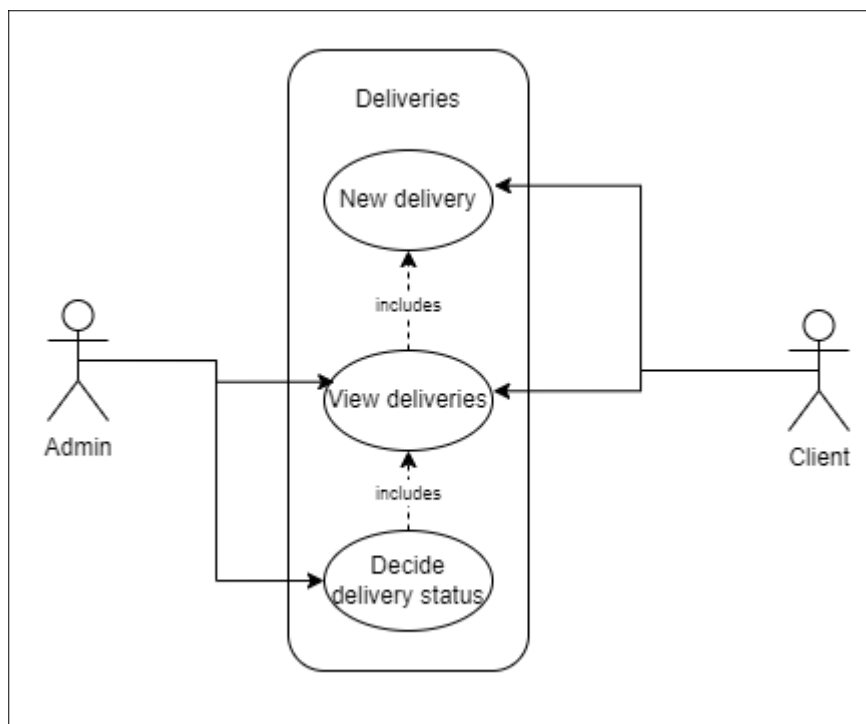 Deliveries
New delivery
includes
Admin
View deliveries
Client
includes
Decide
delivery status